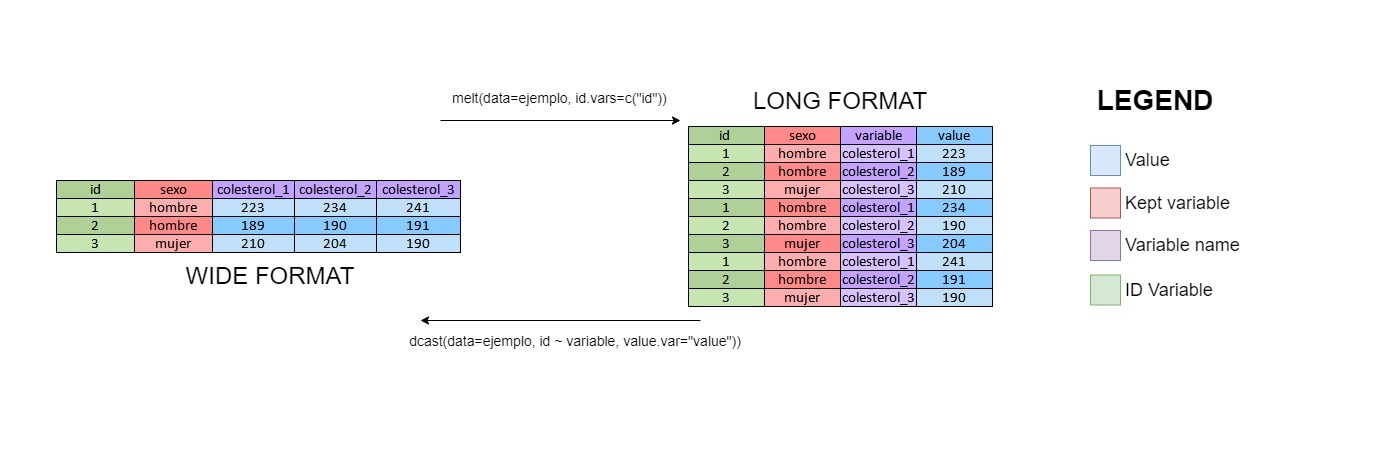 melt(data=ejemplo, id.vars=c("id"))
LONG FORMAT
id sexo variable value
1 hombre colesterol_1 223
2 hombre colesterol_2 189
3 mujer colesterol_3 210
1 hombre colesterol_1 234
2 hombre colesterol_2 190
3 mujer colesterol_3 204
1 hombre colesterol_1 241
2 hombre colesterol_2 191
3 mujer colesterol_3 190
id sexo colesterol_1 colesterol_2 colesterol_3
1 hombre 223 234 241
2 hombre 189 190 191
3 mujer 210 204 190
WIDE FORMAT
dcast(data=ejemplo, id ~ variable, value.var="value"))
LEGEND
Value
Kept variable
Variable name
ID Variable